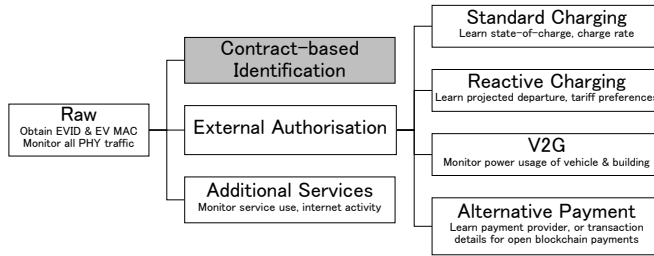 Raw
Obtain EVID & EV MAC
Monitor all PHY traffic
Contract-based
Identification
External Authorisation
Additional Services
Monitor service use, internet activity
Standard Charging
Learn state-of-charge, charge rate
Reactive Charging
Learn projected departure, tariff preferences
V2G
Monitor power usage of vehicle & building
Alternative Payment
Learn payment provider, or transaction
details for open blockchain payments